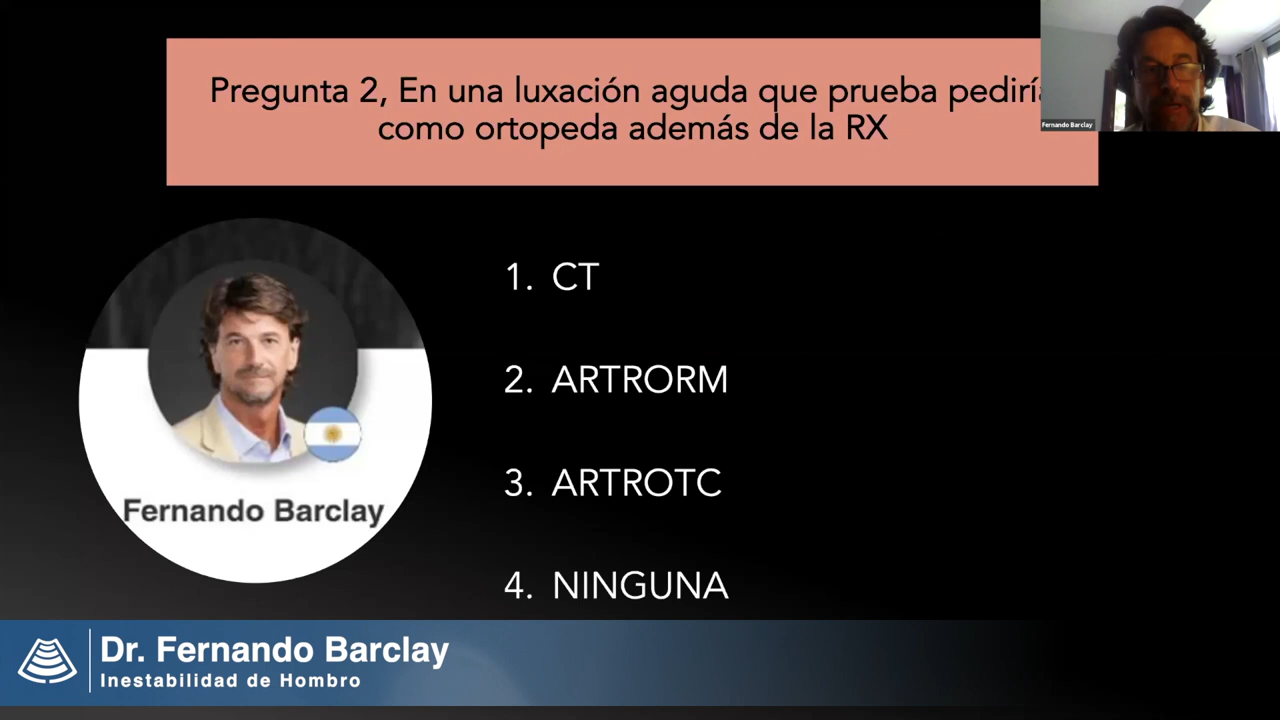 Pregunta 2, En una luxación aguda que prueba pediría
como ortopeda además de la RX
Fernando Barclay
1. CT
2. ARTRORM
3. ARTROTC
4. NINGUNA
Fernando Barclay
Dr. Fernando Barclay
Inestabilidad de Hombro